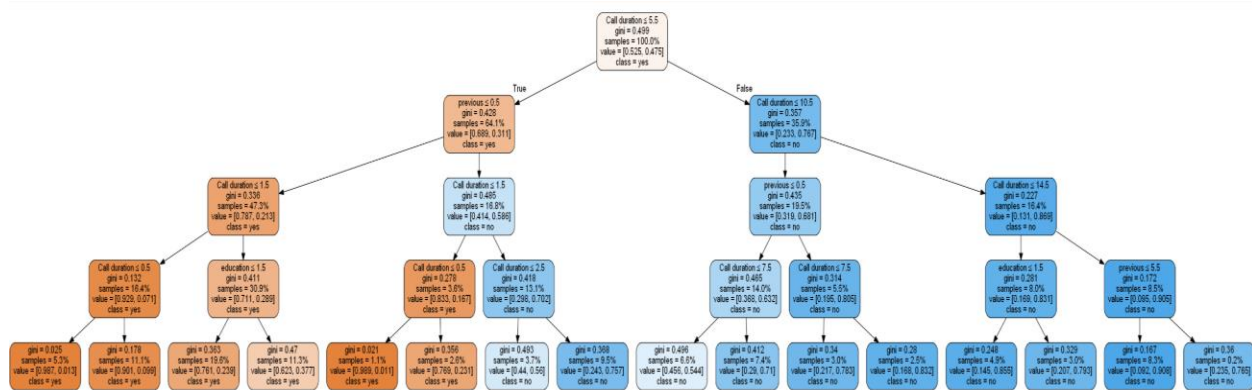 Call duration ≤ 5.5
gini = 0.499
samples = 100.0%
value = [0.525, 0.475]
class = yes
True
False
previous ≤ 0.5
gini = 0.428
samples = 64.1%
value = [0.689, 0.311]
class = yes
Call duration ≤ 10.5
gini = 0.357
samples = 35.9%
value = [0.233, 0.767]
class = no
Call duration ≤ 1.5
gini = 0.336
samples = 47.3%
value = [0.787, 0.213]
class = yes
Call duration ≤ 1.5
gini = 0.485
samples = 16.8%
value = [0.414, 0.586]
class = no
previous ≤ 0.5
gini = 0.435
samples = 19.5%
value = [0.319, 0.681]
class = no
Call duration ≤ 14.5
gini = 0.227
samples = 16.4%
value = [0.131, 0.869]
class = no
Call duration ≤ 0.5
gini = 0.132
samples = 16.4%
value = [0.929, 0.071]
class = yes
education ≤ 1.5
gini = 0.411
samples = 30.9%
value = [0.711, 0.289]
class = yes
Call duration ≤ 0.5
gini = 0.278
samples = 3.6%
value = [0.833, 0.167]
class = yes
Call duration ≤ 2.5
gini = 0.418
samples = 13.1%
value = [0.298, 0.702]
class = no
Call duration ≤ 7.5
gini = 0.465
samples = 14.0%
value = [0.368, 0.632]
class = no
Call duration ≤ 7.5
gini = 0.314
samples = 5.5%
value = [0.195, 0.805]
class = no
education ≤ 1.5
gini = 0.281
samples = 8.0%
value = [0.169, 0.831]
class = no
previous ≤ 5.5
gini = 0.172
samples = 8.5%
value = [0.095, 0.905]
class = no
gini = 0.025
samples = 5.3%
value = [0.987, 0.013]
class = yes
gini = 0.178
samples = 11.1%
value = [0.901, 0.099]
class = yes
gini = 0.363
samples = 19.6%
value = [0.761, 0.239]
class = yes
gini = 0.47
samples = 11.3%
value = [0.623, 0.377]
class = yes
gini = 0.021
samples = 1.1%
value = [0.989, 0.011]
class = yes
gini = 0.356
samples = 2.6%
value = [0.769, 0.231]
class = yes
gini = 0.493
samples = 3.7%
value = [0.44, 0.56]
class = no
gini = 0.368
samples = 9.5%
value = [0.243, 0.757]
class = no
gini = 0.496
samples = 6.6%
value = [0.456, 0.544]
class = no
gini = 0.412
samples = 7.4%
value = [0.29, 0.71]
class = no
gini = 0.34
samples = 3.0%
value = [0.217, 0.783]
class = no
gini = 0.28
samples = 2.5%
value = [0.168, 0.832]
class = no
gini = 0.248
samples = 4.9%
value = [0.145, 0.855]
class = no
gini = 0.329
samples = 3.0%
value = [0.207, 0.793]
class = no
gini = 0.167
samples = 8.3%
value = [0.092, 0.908]
class = no
gini = 0.36
samples = 0.2%
value = [0.235, 0.765]
class = no